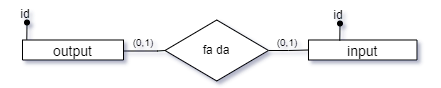 id
id
output
(0,1)
fa da
(0,1)
input